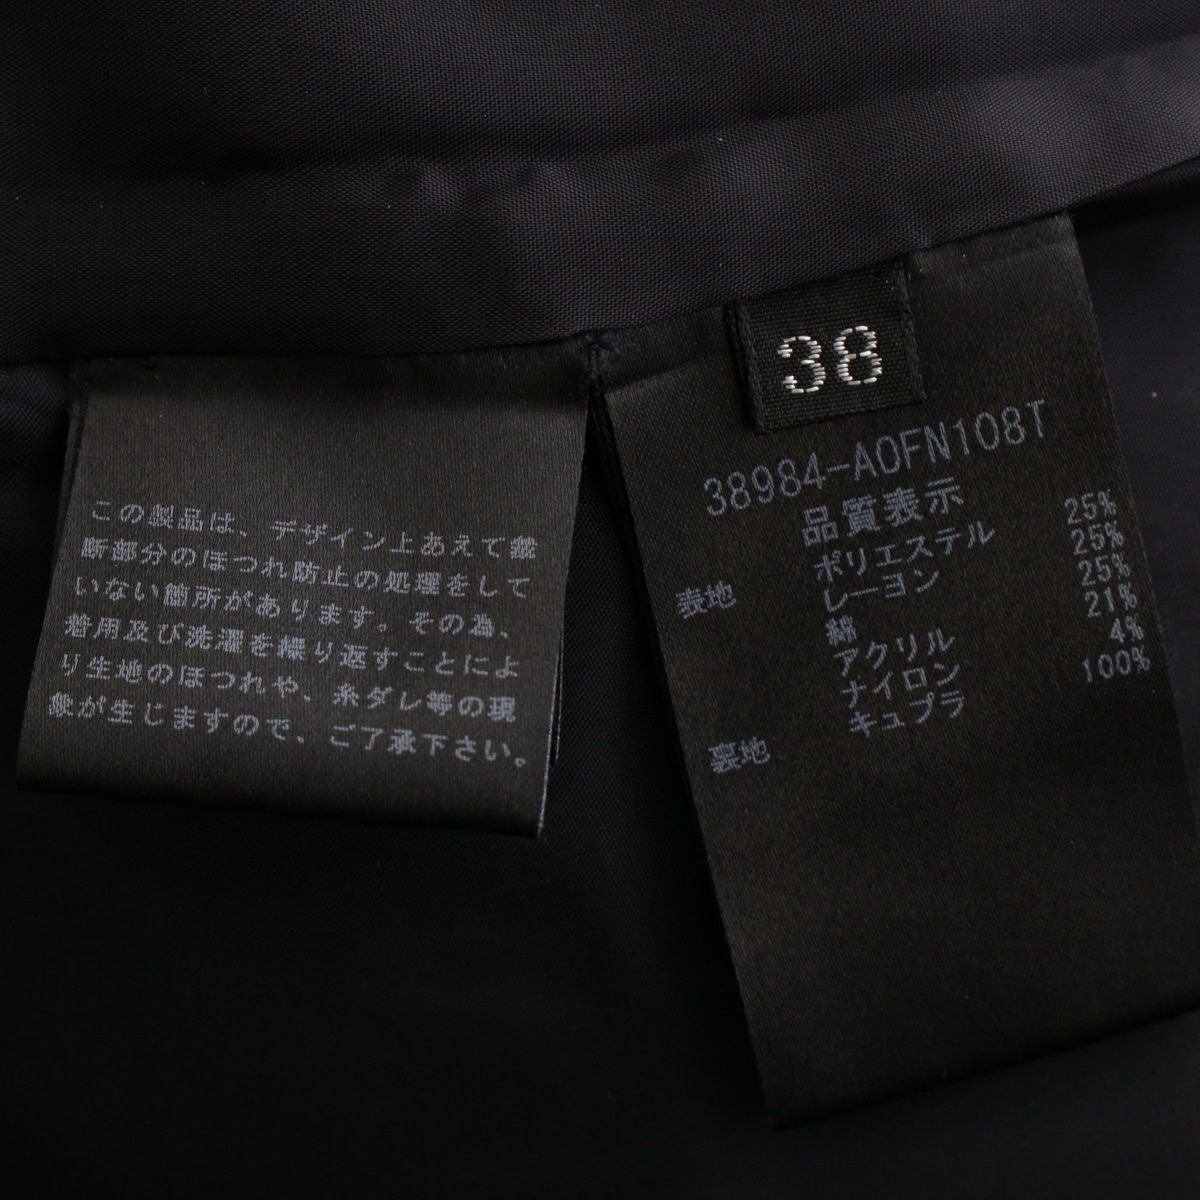 この製品は、デザイン上あえて裁
断部分のほつれ防止の処理をして
いない箇所があります。その為、
着用及び洗濯を繰り返すことによ
り生地のほつれや、糸ダレ等の現
象が生じますので、ご了承下さい。
38
38984-A0FN108T
品質表示
表地 ポリエステル 25%
レーヨン 25%
綿 25%
アクリル 21%
ナイロン 4%
裏地 キュプラ 100%